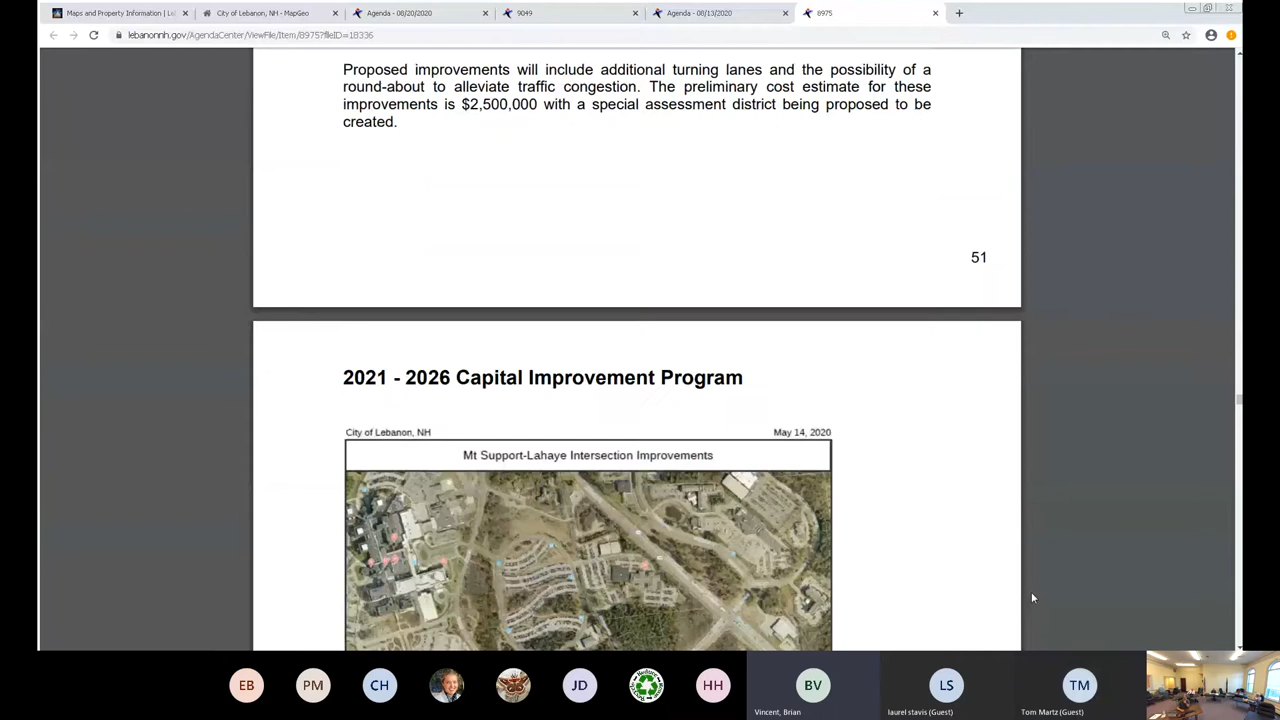 Maps and Property Information | L
City of Lebanon, NH - MapGeo
Agenda - 08/20/2020
9049
Agenda - 08/13/2020
8975
lebanonnh.gov/AgendaCenter/ViewFile/Item/8975?fileID=18336
Proposed improvements will include additional turning lanes and the possibility of a
round-about to alleviate traffic congestion. The preliminary cost estimate for these
improvements is $2,500,000 with a special assessment district being proposed to be
created.
51
2021 - 2026 Capital Improvement Program
City of Lebanon, NH
May 14, 2020
Mt Support-Lahaye Intersection Improvements
EB
PM
CH
JD
HH
BV
LS
TM
Vincent, Brian
laurel stavis (Guest)
Tom Martz (Guest)